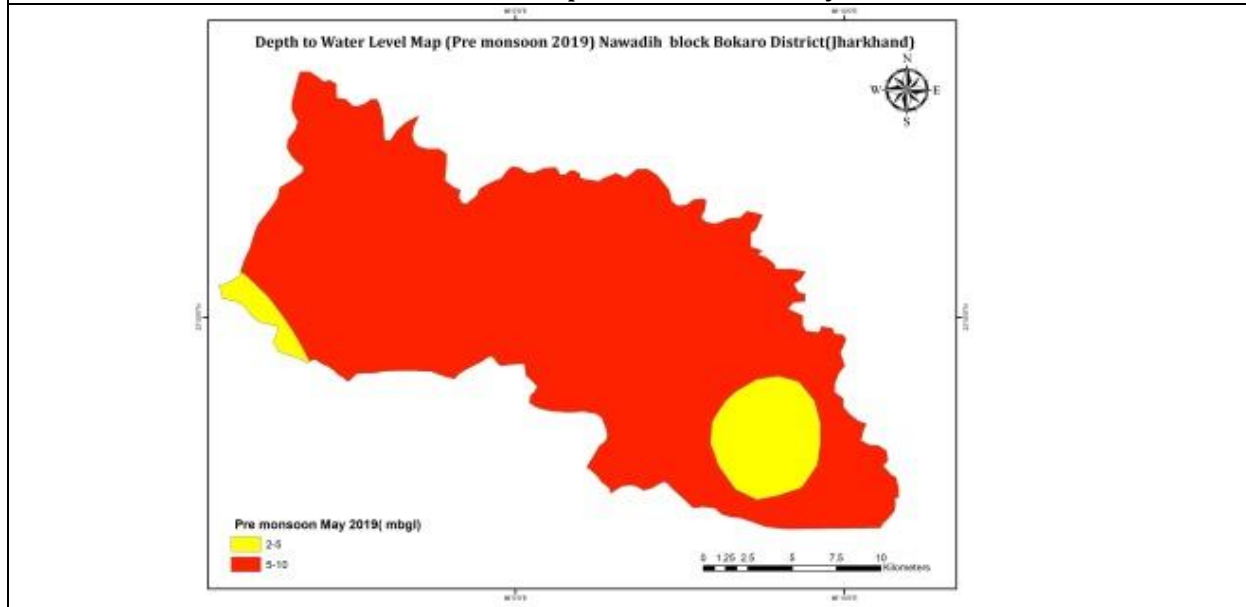 Depth to Water Level Map (Pre monsoon 2019) Nawadih block Bokaro District(Jharkhand)
N
W E
S
Pre monsoon May 2019( mbgl)
2-5
5-10
0 1.25 2.5 5 7.5 10
Kilometers